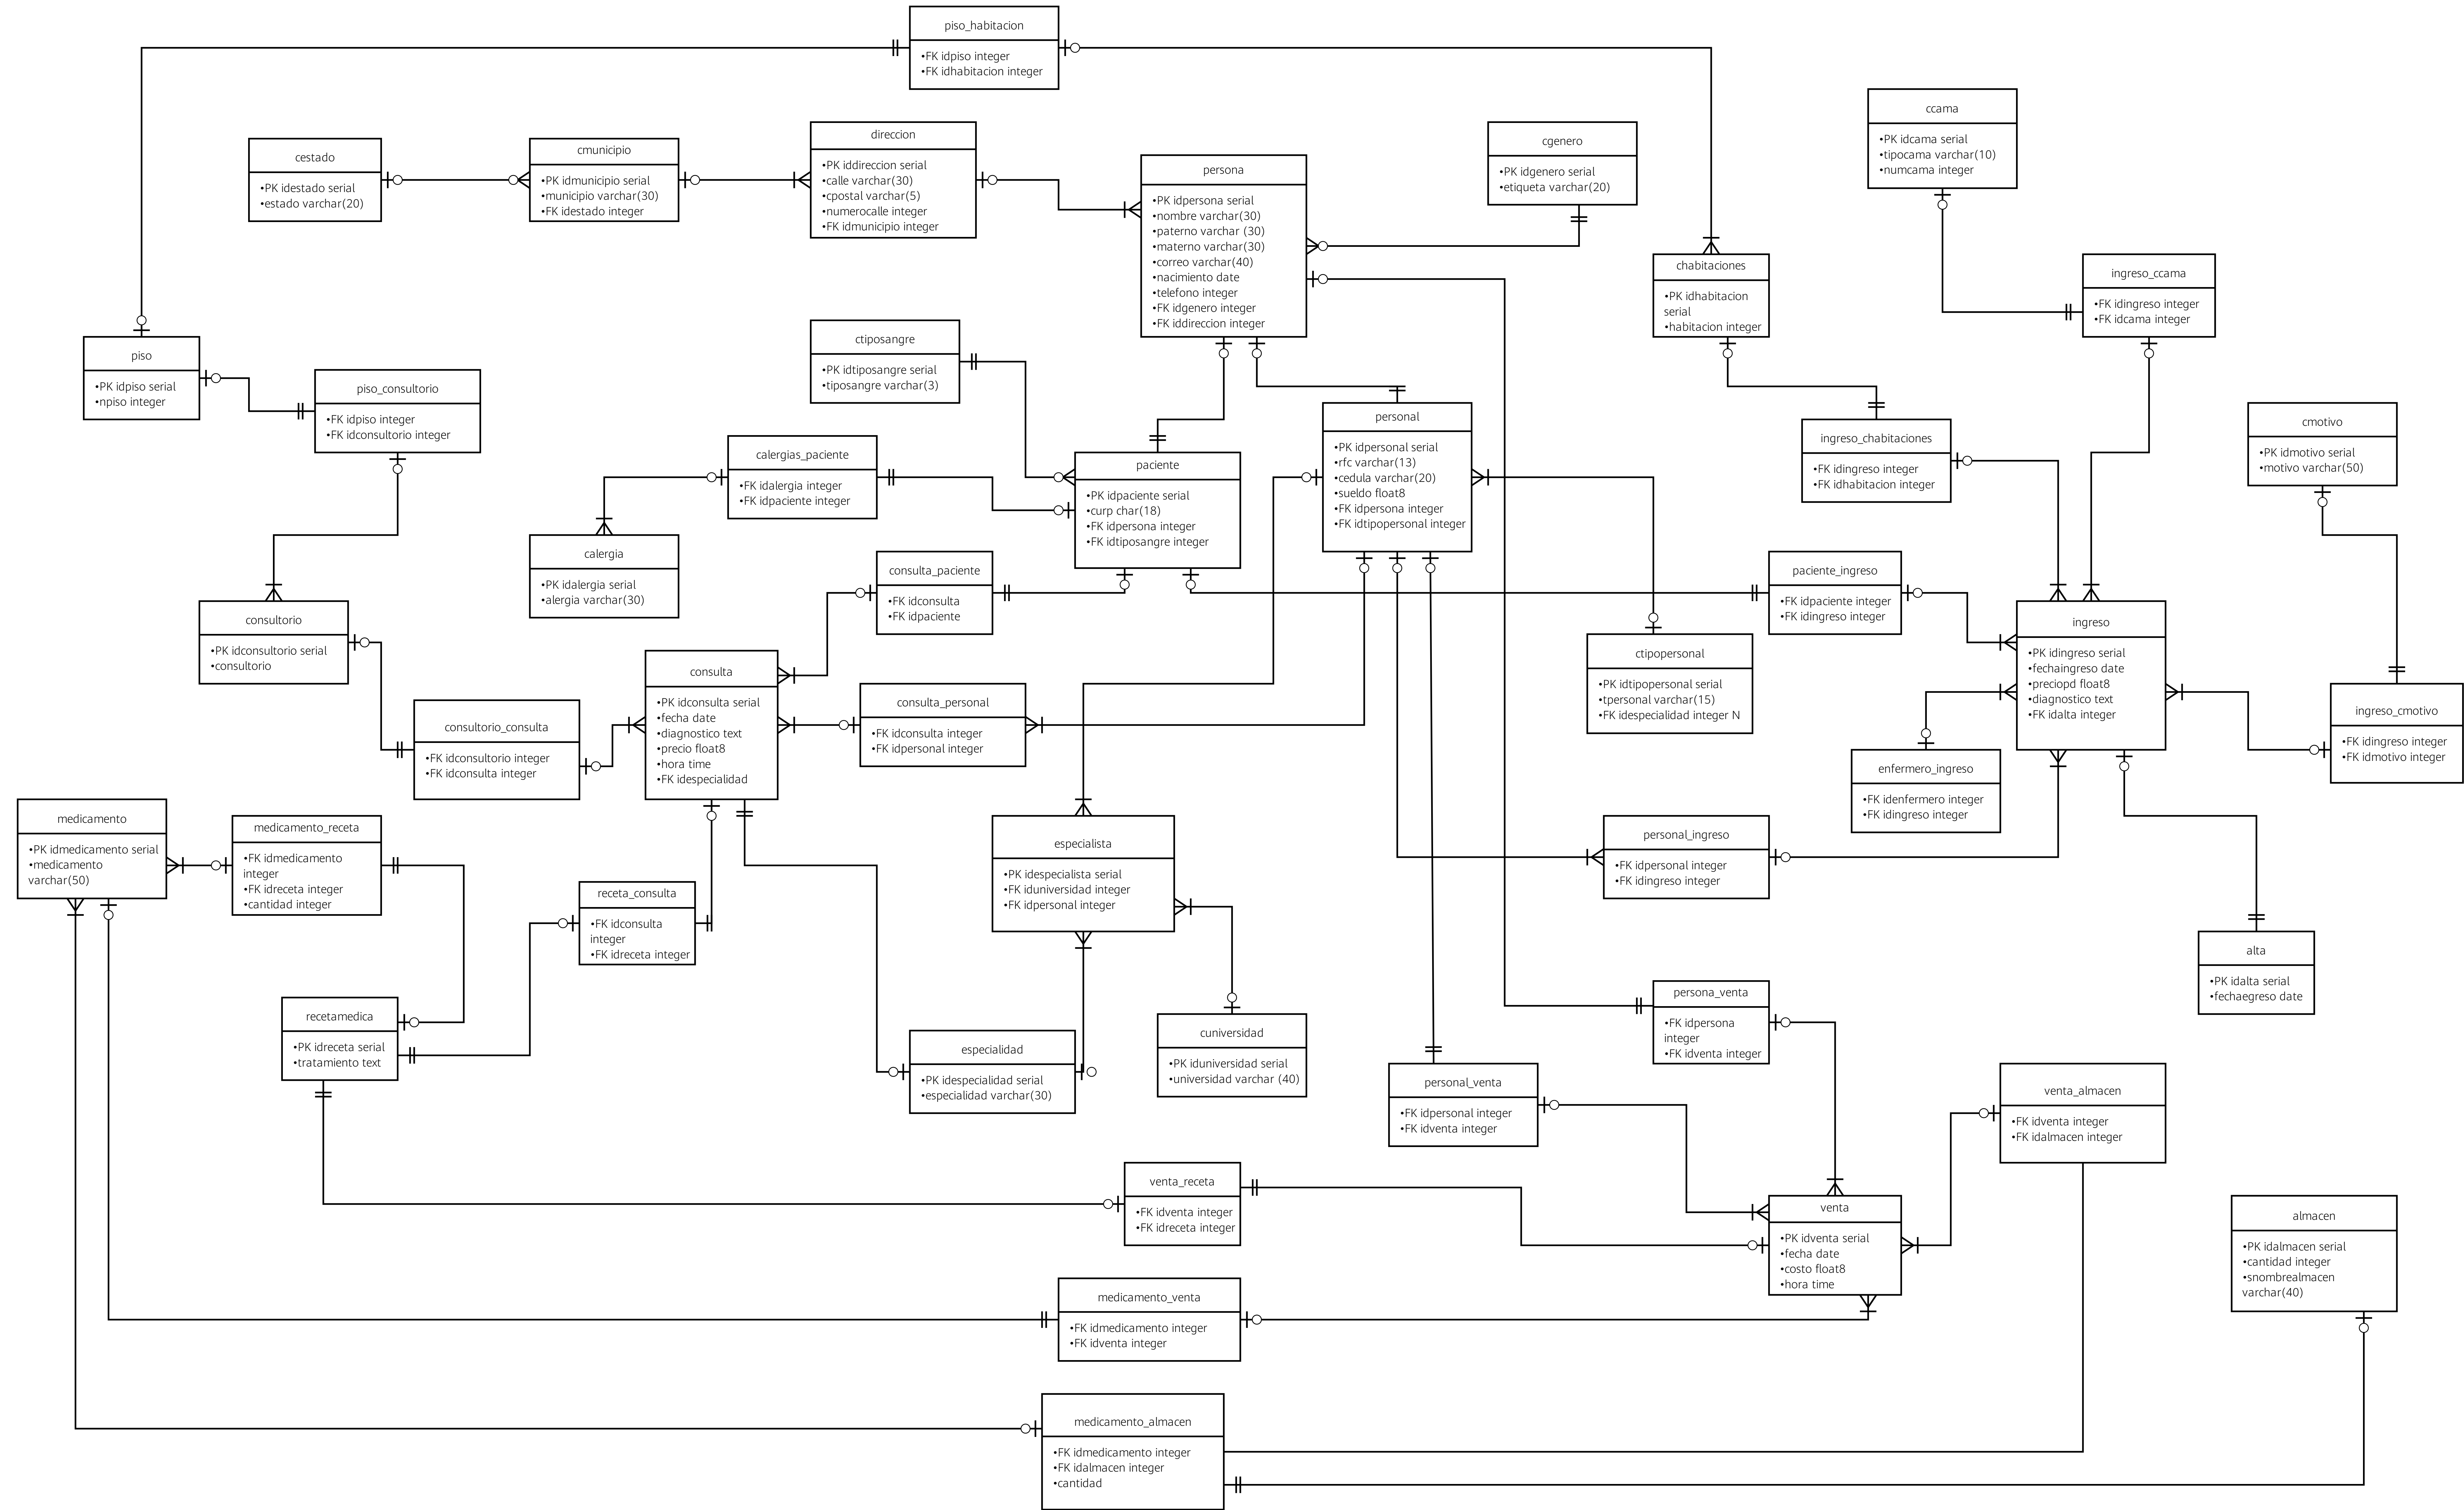 piso_habitacion
•FK idpiso integer
•FK idhabitacion integer
ccama
•PK idcama serial
•tipocama varchar(10)
•numcama integer
cestado
•PK idestado serial
•estado varchar(20)
cmunicipio
•PK idmunicipio serial
•municipio varchar(30)
•FK idestado integer
direccion
•PK iddireccion serial
•calle varchar(30)
•cpostal varchar(5)
•numerocalle integer
•FK idmunicipio integer
persona
•PK idpersona serial
•nombre varchar(30)
•paterno varchar (30)
•materno varchar(30)
•correo varchar(40)
•nacimiento date
•telefono integer
•FK idgenero integer
•FK iddireccion integer
cgenero
•PK idgenero serial
•etiqueta varchar(20)
chabitaciones
•PK idhabitacion
serial
•habitacion integer
ingreso_ccama
•FK idingreso integer
•FK idcama integer
piso
•PK idpiso serial
•npiso integer
piso_consultorio
•FK idpiso integer
•FK idconsultorio integer
ctiposangre
•PK idtiposangre serial
•tiposangre varchar(3)
calergias_paciente
•FK idalergia integer
•FK idpaciente integer
paciente
•PK idpaciente serial
•curp char(18)
•FK idpersona integer
•FK idtiposangre integer
personal
•PK idpersonal serial
•rfc varchar(13)
•cedula varchar(20)
•sueldo float8
•FK idpersona integer
•FK idtipopersonal integer
ingreso_chabitaciones
•FK idingreso integer
•FK idhabitacion integer
cmotivo
•PK idmotivo serial
•motivo varchar(50)
calergia
•PK idalergia serial
•alergia varchar(30)
consulta_paciente
•FK idconsulta
•FK idpaciente
paciente_ingreso
•FK idpaciente integer
•FK idingreso integer
consultorio
•PK idconsultorio serial
•consultorio
consulta
•PK idconsulta serial
•fecha date
•diagnostico text
•precio float8
•hora time
•FK idespecialidad
consulta_personal
•FK idconsulta integer
•FK idpersonal integer
ctipopersonal
•PK idtipopersonal serial
•tpersonal varchar(15)
•FK idespecialidad integer N
ingreso
•PK idingreso serial
•fechaingreso date
•preciopd float8
•diagnostico text
•FK idalta integer
ingreso_cmotivo
•FK idingreso integer
•FK idmotivo integer
consultorio_consulta
•FK idconsultorio integer
•FK idconsulta integer
enfermero_ingreso
•FK idenfermero integer
•FK idingreso integer
medicamento
•PK idmedicamento serial
•medicamento
varchar(50)
medicamento_receta
•FK idmedicamento
integer
•FK idreceta integer
•cantidad integer
receta_consulta
•FK idconsulta
integer
•FK idreceta integer
especialista
•PK idespecialista serial
•FK iduniversidad integer
•FK idpersonal integer
personal_ingreso
•FK idpersonal integer
•FK idingreso integer
alta
•PK idalta serial
•fechaegreso date
recetamedica
•PK idreceta serial
•tratamiento text
especialidad
•PK idespecialidad serial
•especialidad varchar(30)
cuniversidad
•PK iduniversidad serial
•universidad varchar (40)
persona_venta
•FK idpersona
integer
•FK idventa integer
personal_venta
•FK idpersonal integer
•FK idventa integer
venta_almacen
•FK idventa integer
•FK idalmacen integer
venta_receta
•FK idventa integer
•FK idreceta integer
venta
•PK idventa serial
•fecha date
•costo float8
•hora time
almacen
•PK idalmacen serial
•cantidad integer
•snombrealmacen
varchar(40)
medicamento_venta
•FK idmedicamento integer
•FK idventa integer
medicamento_almacen
•FK idmedicamento integer
•FK idalmacen integer
•cantidad